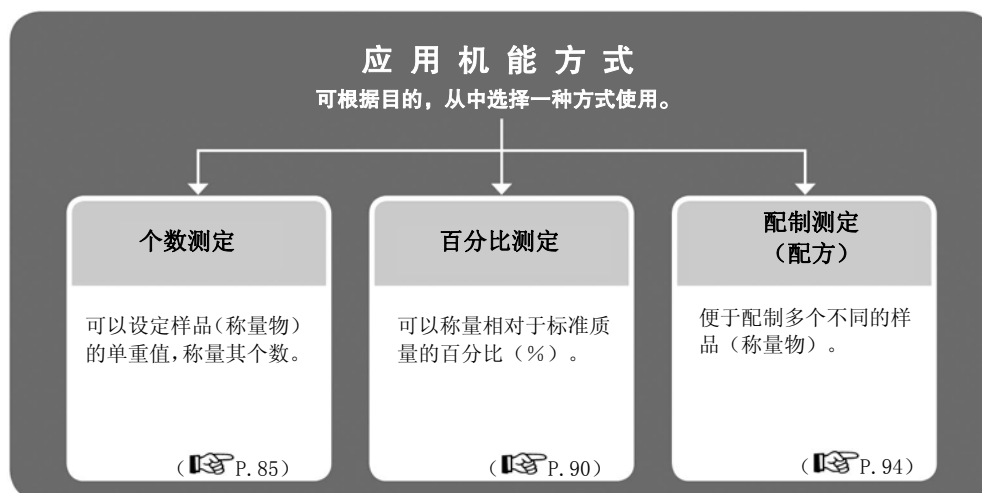 应用机能方式
可根据目的，从中选择一种方式使用。
个数测定
可以设定样品(称量物)
的单重值,称量其个数。
(☞P.85)
百分比测定
可以称量相对于标准质
量的百分比(%)。
(☞P.90)
配制测定
(配方)
便于配制多个不同的样
品(称量物)。
(☞P.94)